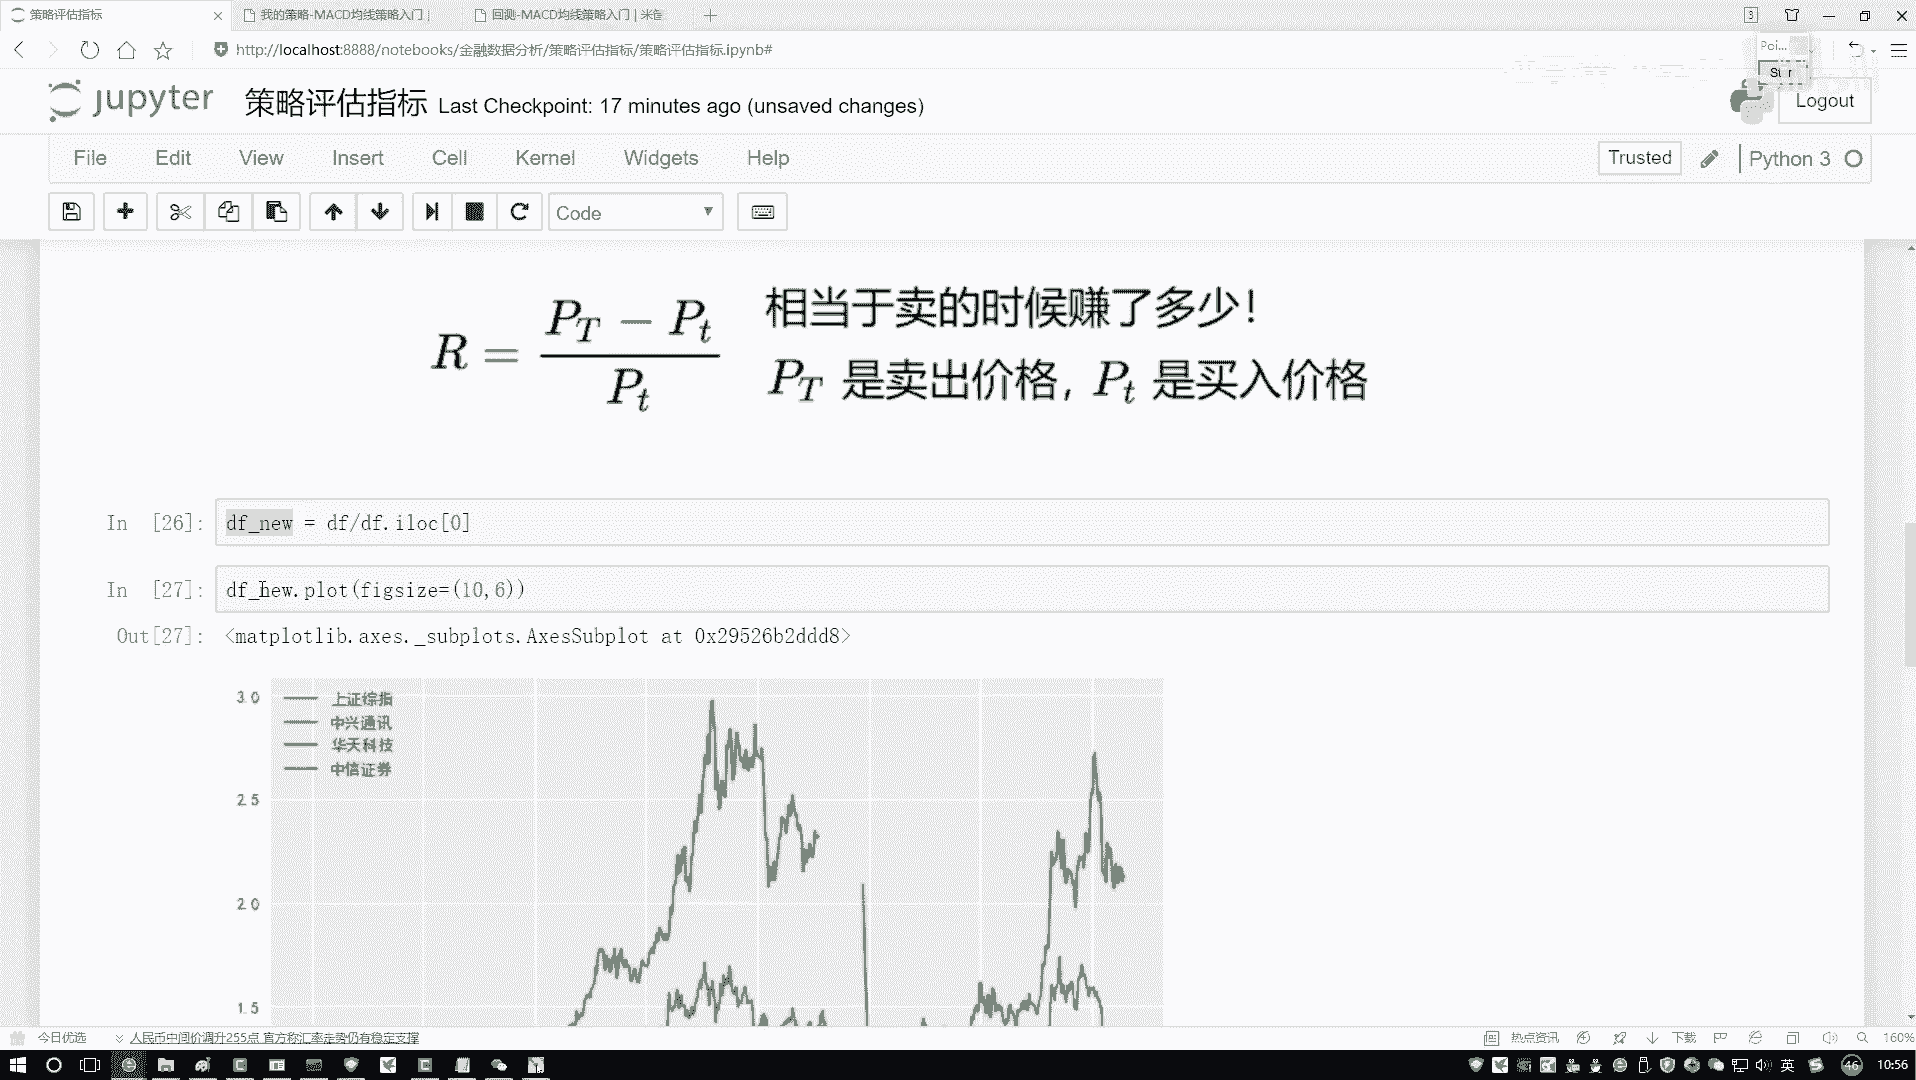 策略评估指标
我的策略-MACD均线策略入门 |
回测-MACD均线策略入门 | 米筐
3
http://localhost:8888/notebooks/金融数据分析/策略评估指标/策略评估指标.ipynb#
Poi...
jupyter 策略评估指标 Last Checkpoint: 17 minutes ago (unsaved changes)
Logout
File Edit View Insert Cell Kernel Widgets Help
Trusted
Python 3
Code
R = \frac{P_T - P_t}{P_t}
相当于卖的时候赚了多少!
P_T 是卖出价格, P_t 是买入价格
In [26]: df_new = df/df.iloc[0]
In [27]: df_new.plot(figsize=(10,6))
Out[27]: <matplotlib.axes._subplots.AxesSubplot at 0x29526b2ddd8>
3.0
上证综指
中兴通讯
华天科技
中信证券
2.5
2.0
1.5
今日优选
人民币中间价调升255点 官方称汇率走势仍有稳定支撑
热点资讯
下载
160%
英
46
10:56